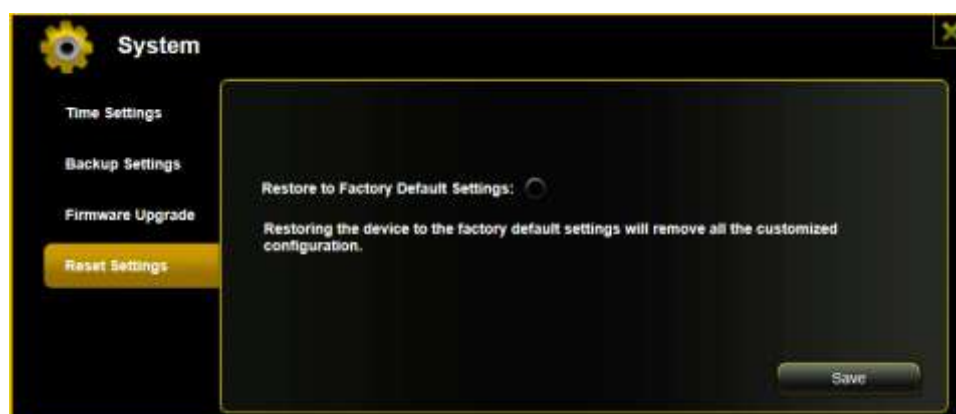 System
Time Settings
Backup Settings
Firmware Upgrade
Reset Settings
Restore to Factory Default Settings:
Restoring the device to the factory default settings will remove all the customized
configuration.
Save